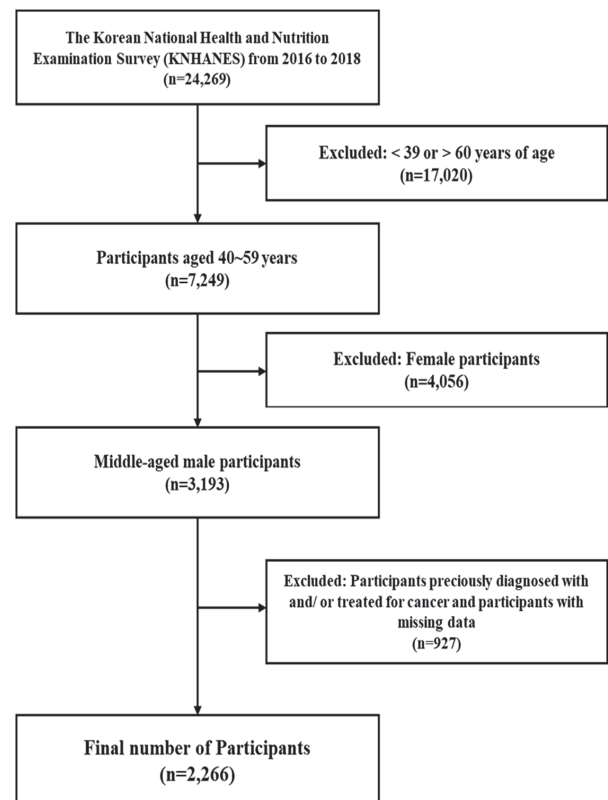 The Korean National Health and Nutrition
Examination Survey (KNHANES) from 2016 to 2018
(n=24,269)
Excluded: < 39 or > 60 years of age
(n=17,020)
Participants aged 40~59 years
(n=7,249)
Excluded: Female participants
(n=4,056)
Middle-aged male participants
(n=3,193)
Excluded: Participants preciously diagnosed with
and/ or treated for cancer and participants with
missing data
(n=927)
Final number of Participants
(n=2,266)